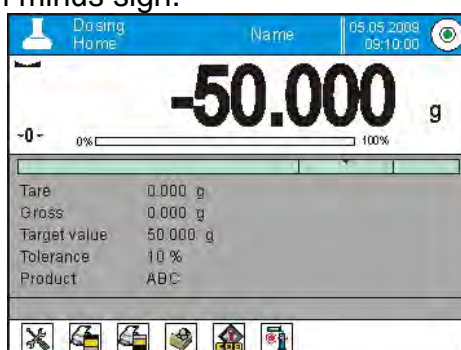 minus sign.
Dosing
Home
Name
05.05.2009
09:10:00
-50.000 g
-0-
0%
100%
Tare 0.000 g
Gross 0.000 g
Target value 50.000 g
Tolerance 10 %
Product ABC